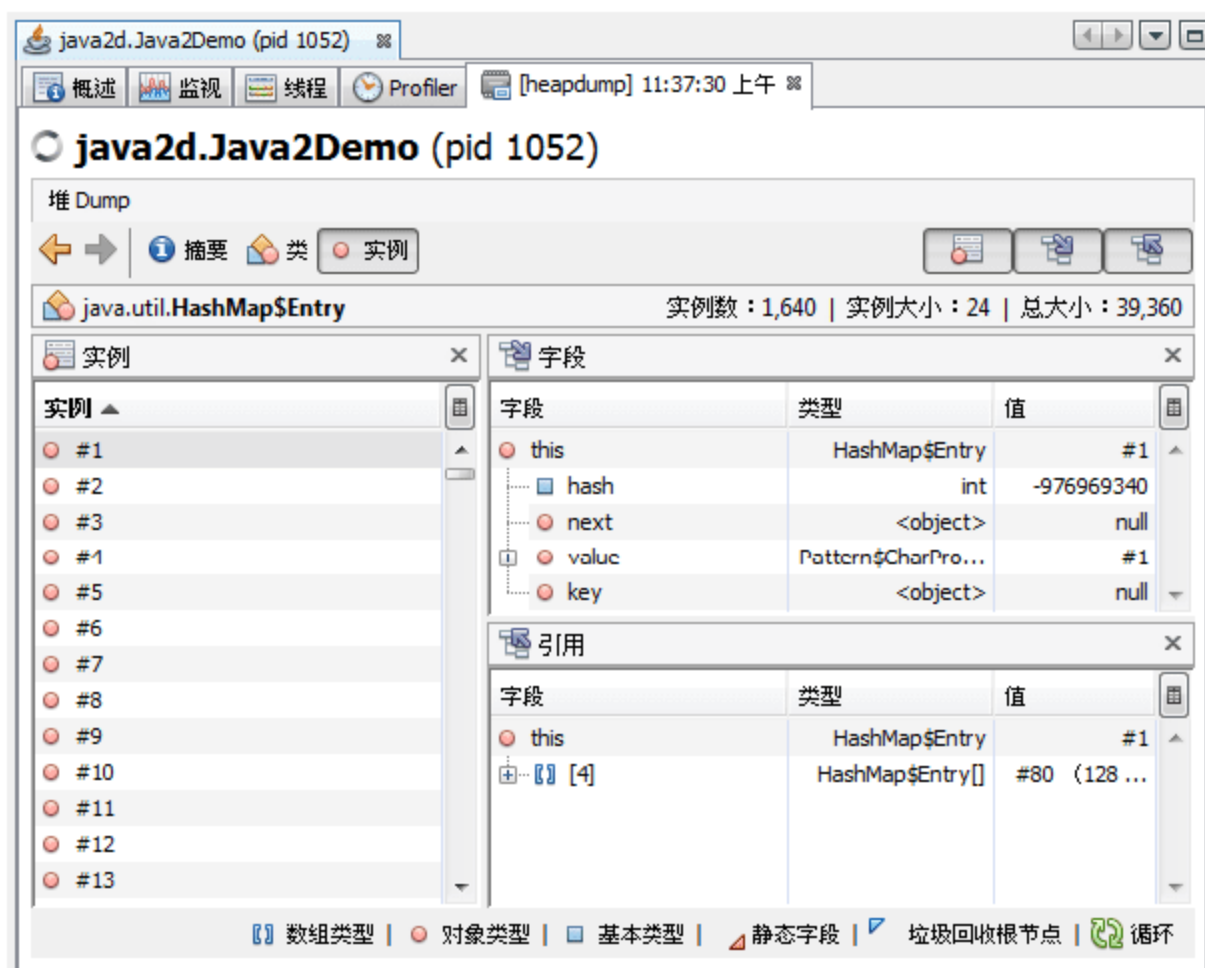 java2d.Java2Demo (pid 1052)
概述 监视 线程 Profiler [heapdump] 11:37:30 上午
java2d.Java2Demo (pid 1052)
堆 Dump
摘要 类 实例
java.util.HashMap$Entry 实例数：1,640 | 实例大小：24 | 总大小：39,360
实例
实例
#1
#2
#3
#4
#5
#6
#7
#8
#9
#10
#11
#12
#13
字段
字段 类型 值
this HashMap$Entry #1
hash int -976969340
next <object> null
value Pattern$CharPro... #1
key <object> null
引用
字段 类型 值
this HashMap$Entry #1
[4] HashMap$Entry[] #80 (128 ...
数组类型 | 对象类型 | 基本类型 | 静态字段 | 垃圾回收根节点 | 循环